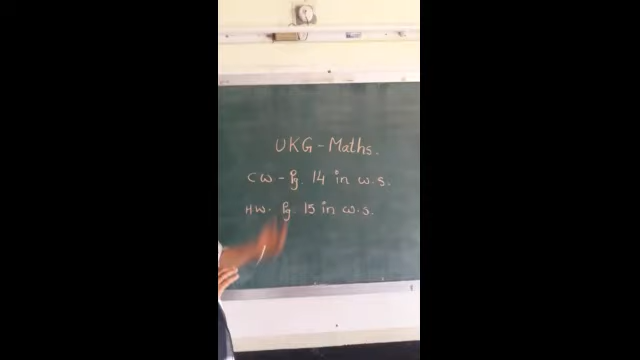 UKG - Maths.
CW - Pg. 14 in w.s.
HW. Pg. 15 in w.s.